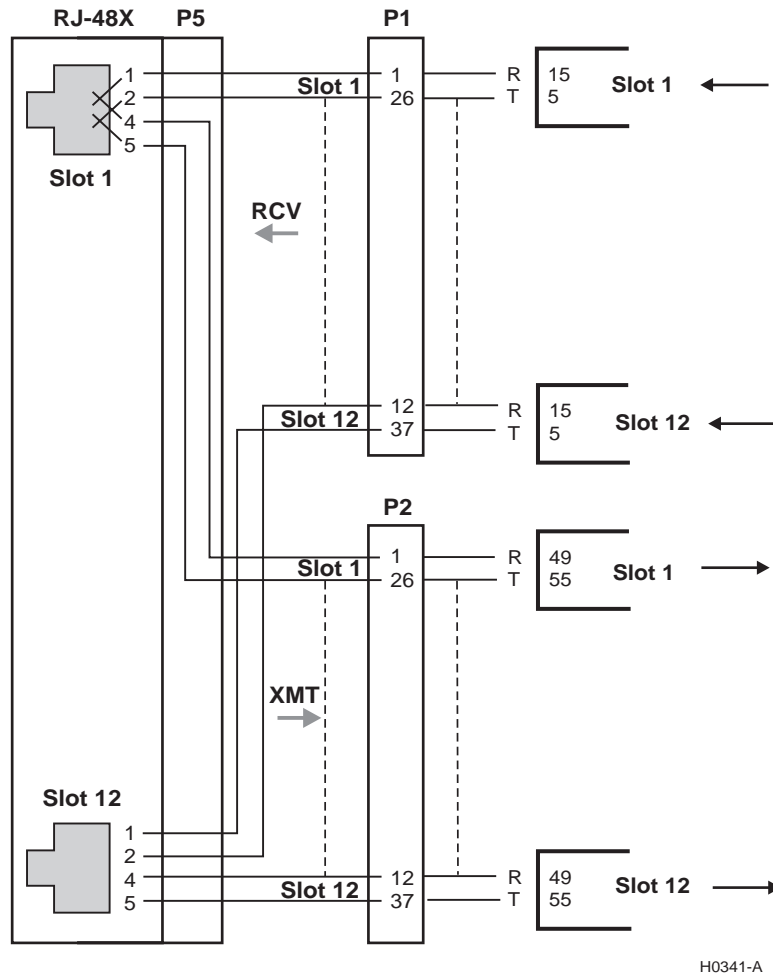 RJ-48X P5 P1
1 1 R 15 Slot 1
2 Slot 1 26 T 5
4
5
Slot 1
RCV
12 R 15 Slot 12
Slot 12 37 T 5
P2
1 R 49 Slot 1
Slot 1 26 T 55
XMT
Slot 12
1
2
4 12 R 49 Slot 12
5 Slot 12 37 T 55
H0341-A